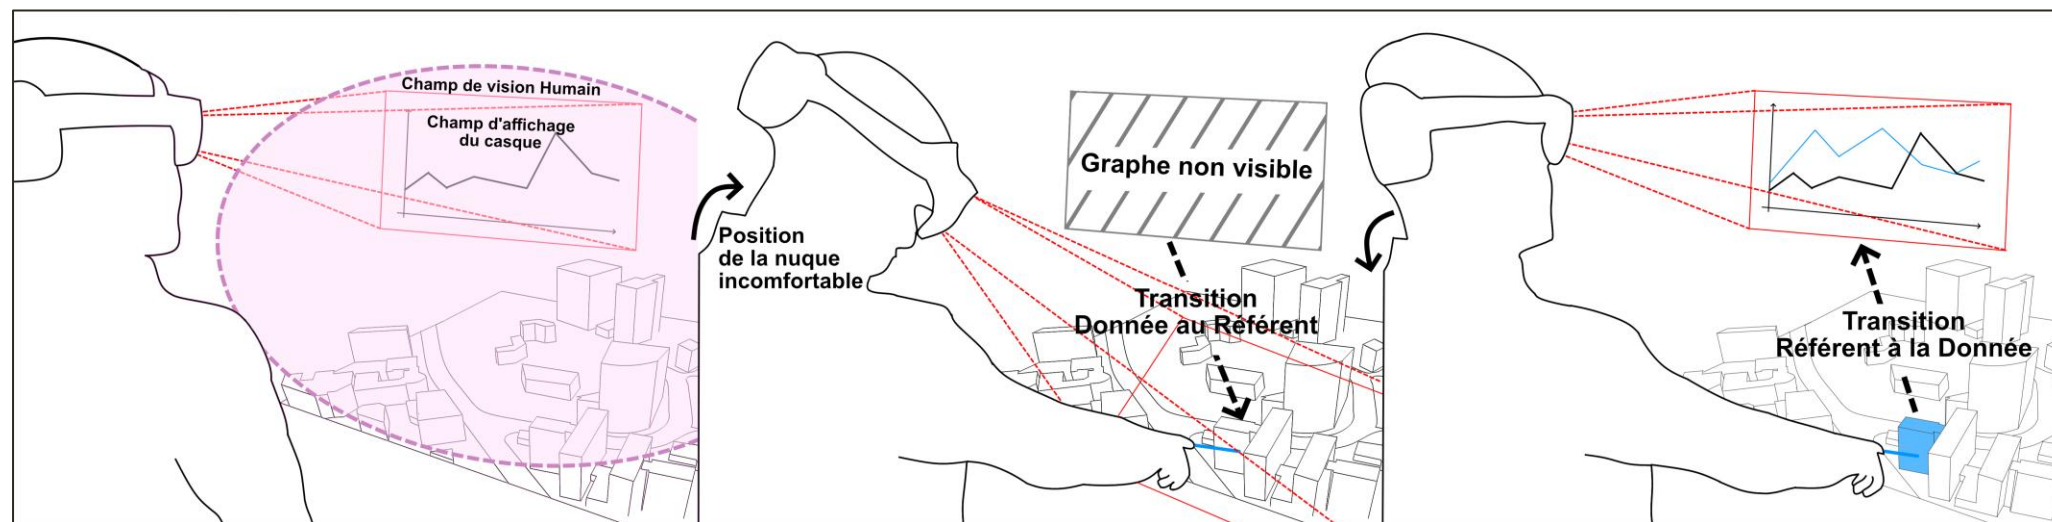 Champ de vision Humain
Champ d'affichage
du casque
Position
de la nuque
incomfortable
Graphe non visible
Transition
Donnée au Référent
Transition
Référent à la Donnée